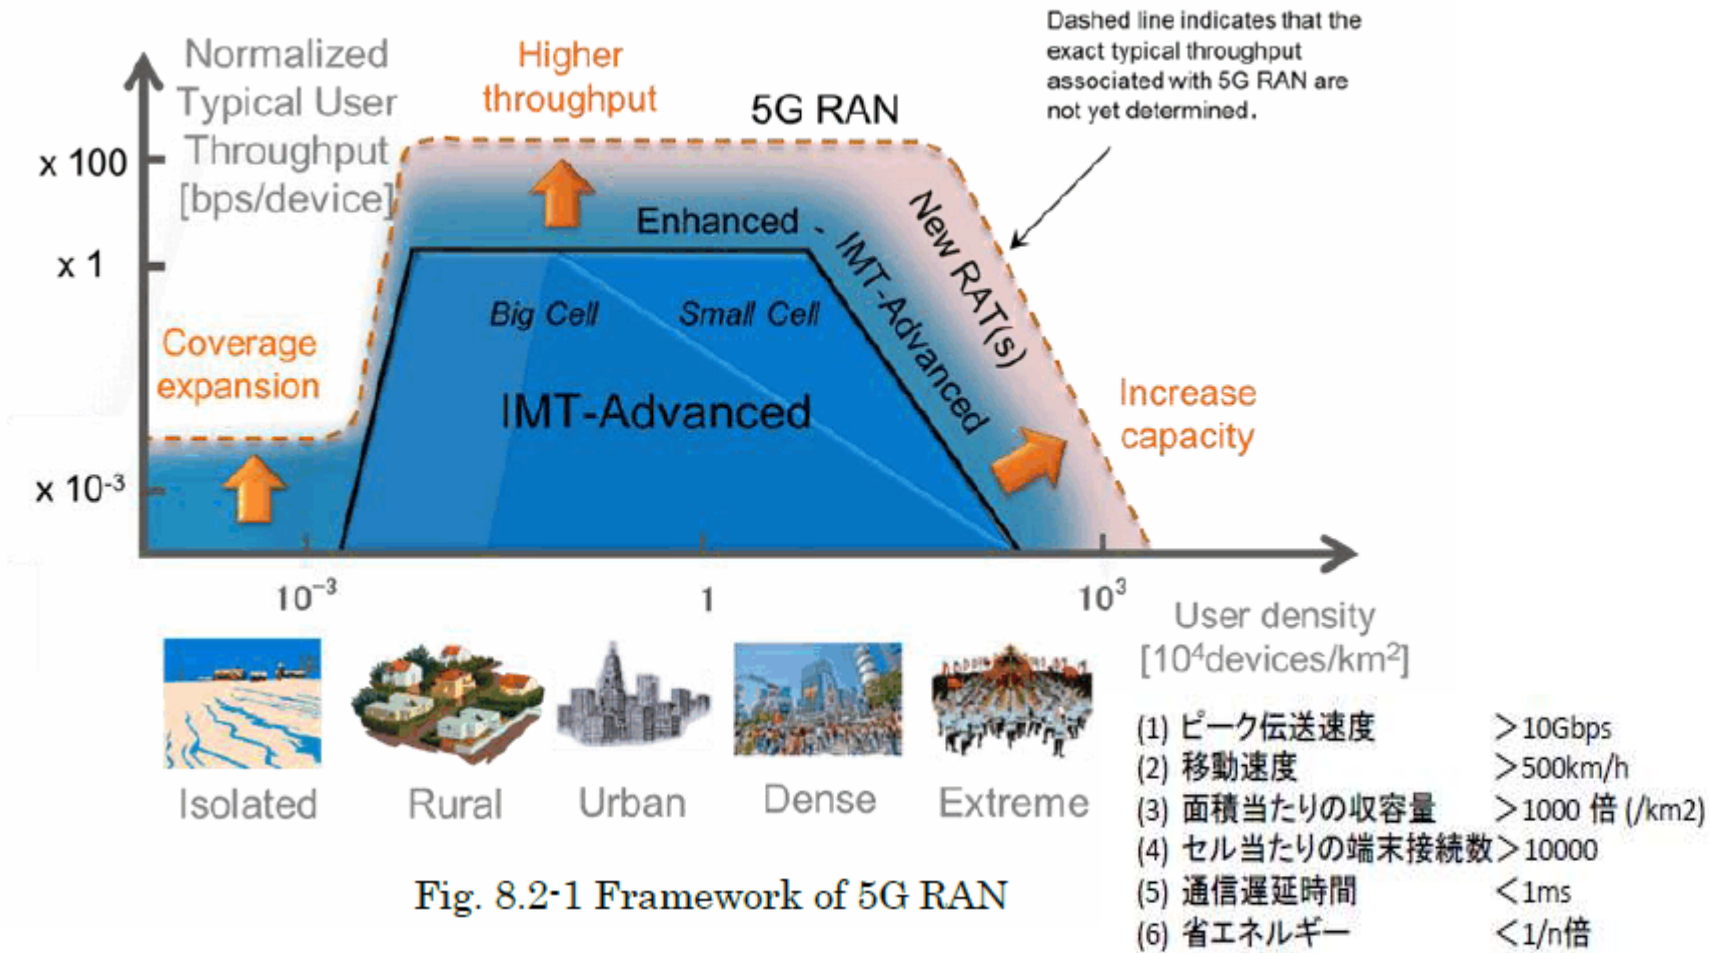 Normalized
Typical User
Throughput
[bps/device]
Higher
throughput
5G RAN
Dashed line indicates that the
exact typical throughput
associated with 5G RAN are
not yet determined.
x 100
x 1
x 10-3
Enhanced -
IMT-Advanced
New RAT(s)
Big Cell
Small Cell
IMT-Advanced
Coverage
expansion
Increase
capacity
10-3
1
10³
User density
[10⁴devices/km²]
Isolated
Rural
Urban
Dense
Extreme
(1) ピーク伝送速度 >10Gbps
(2) 移動速度 >500km/h
(3) 面積当たりの収容量 >1000 倍 (/km2)
(4) セル当たりの端末接続数>10000
(5) 通信遅延時間 <1ms
(6) 省エネルギー <1/n倍
Fig. 8.2-1 Framework of 5G RAN